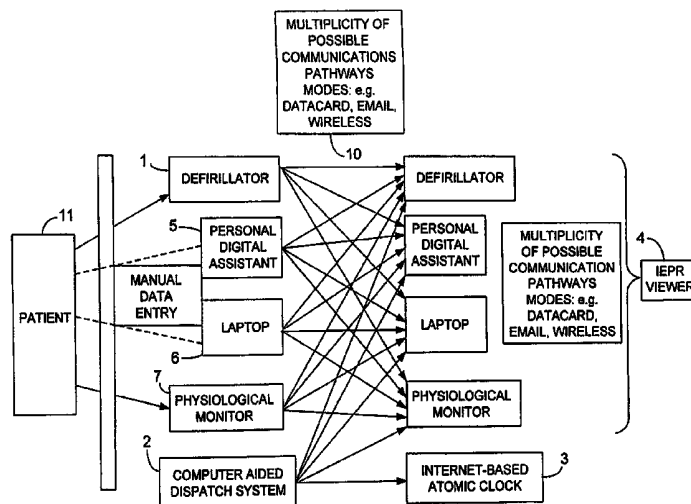 MULTIPLICITY OF
POSSIBLE
COMMUNICATIONS
PATHWAYS
MODES: e.g.
DATACARD, EMAIL,
WIRELESS
10
1
DEFIRILLATOR
DEFIRILLATOR
11
PATIENT
5
PERSONAL
DIGITAL
ASSISTANT
PERSONAL
DIGITAL
ASSISTANT
MANUAL
DATA
ENTRY
MULTIPLICITY
OF POSSIBLE
COMMUNICATION
PATHWAYS
MODES: e.g.
DATACARD,
EMAIL, WIRELESS
4
IEPR
VIEWER
LAPTOP
6
LAPTOP
7
PHYSIOLOGICAL
MONITOR
PHYSIOLOGICAL
MONITOR
2
COMPUTER AIDED
DISPATCH SYSTEM
INTERNET-BASED
ATOMIC CLOCK
3